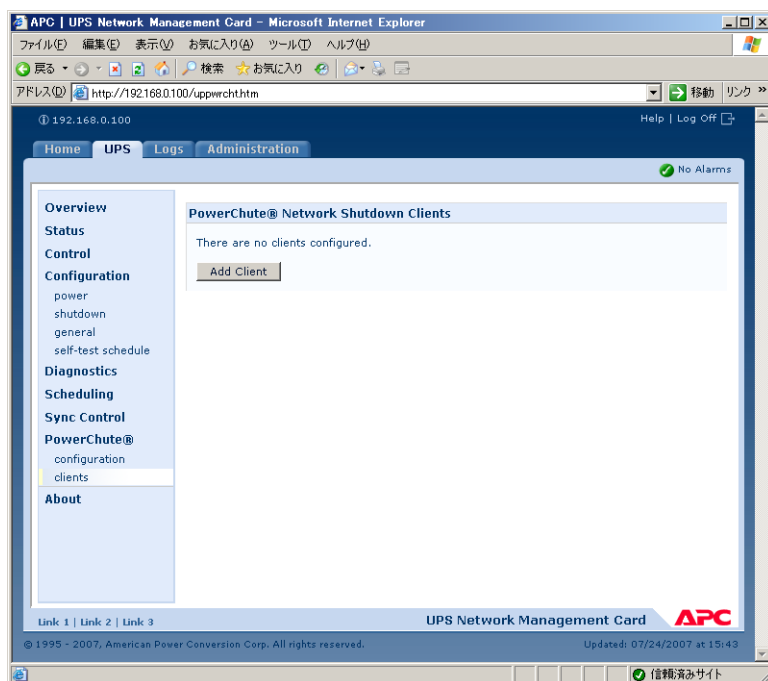 APC | UPS Network Management Card - Microsoft Internet Explorer
ファイル(F) 編集(E) 表示(V) お気に入り(A) ツール(T) ヘルプ(H)
戻る 検索 お気に入り
アドレス(D) http://192.168.0.100/uppwrcht.htm 移動 リンク »
192.168.0.100 Help | Log Off
Home UPS Logs Administration
No Alarms
Overview
Status
Control
Configuration
power
shutdown
general
self-test schedule
Diagnostics
Scheduling
Sync Control
PowerChute®
configuration
clients
About
PowerChute® Network Shutdown Clients
There are no clients configured.
Add Client
Link 1 | Link 2 | Link 3
UPS Network Management Card APC
© 1995 - 2007, American Power Conversion Corp. All rights reserved. Updated: 07/24/2007 at 15:43
信頼済みサイト